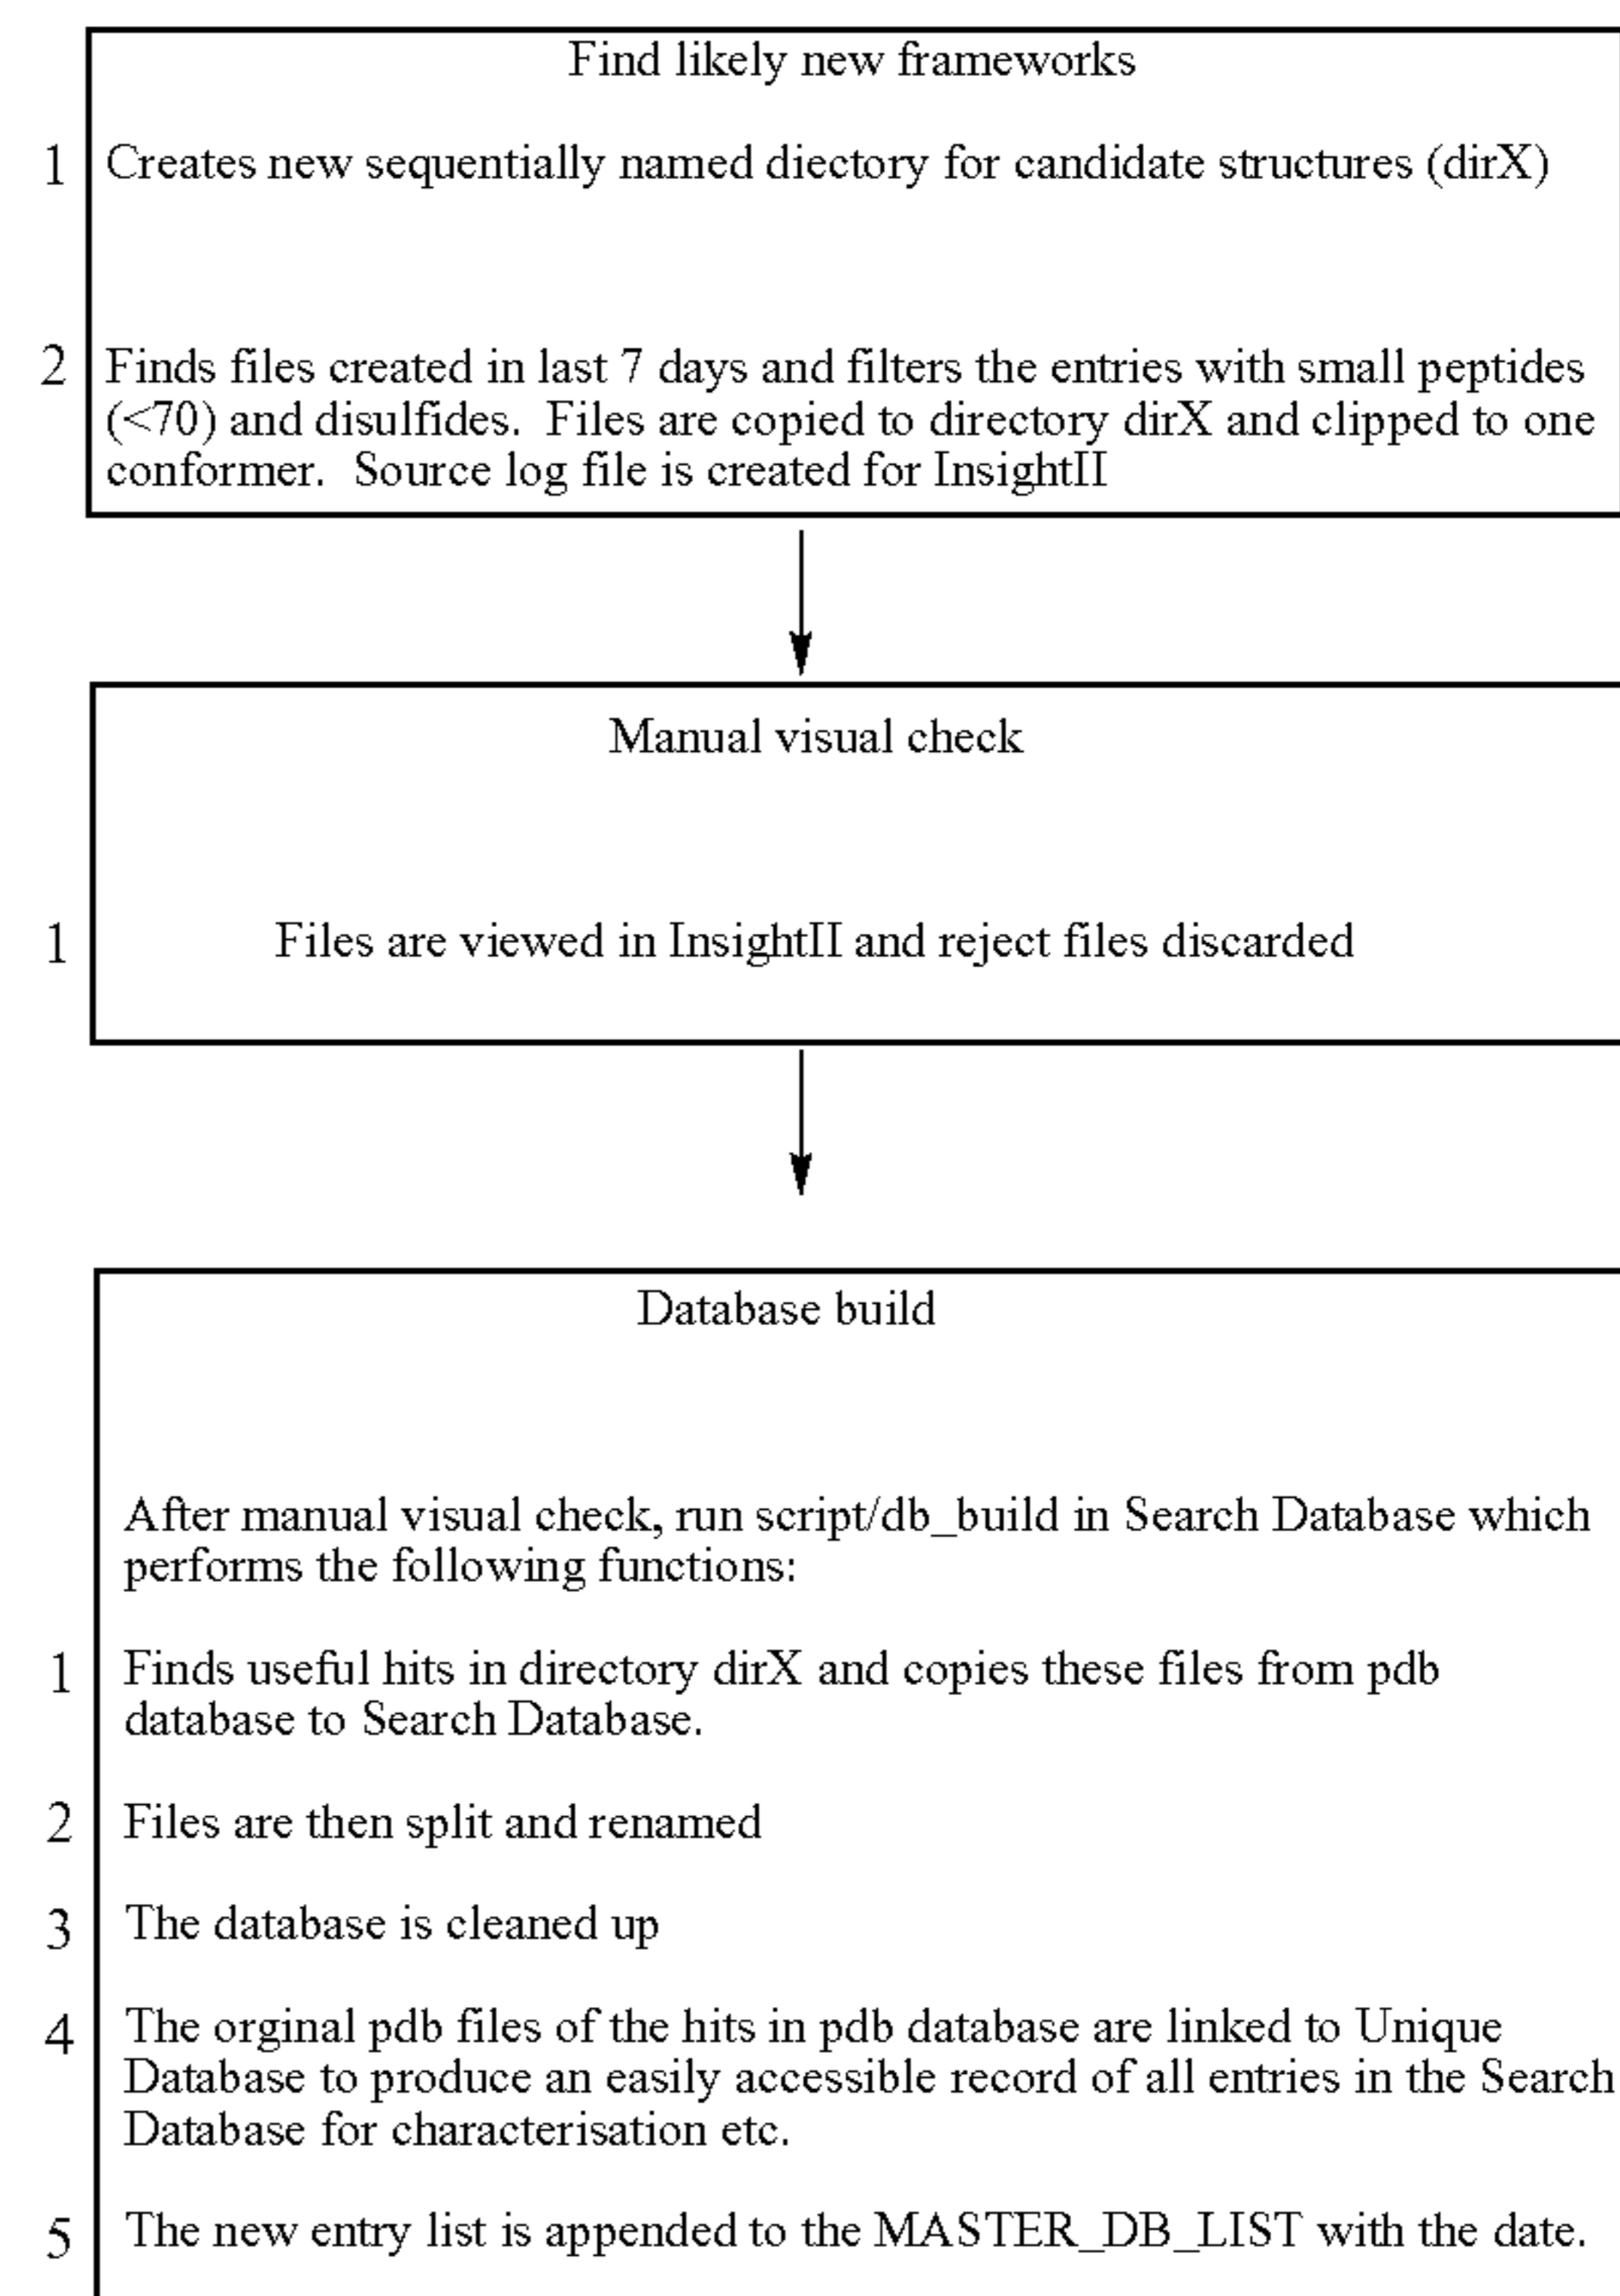 Find likely new frameworks
1 Creates new sequentially named diectory for candidate structures (dirX)
2 Finds files created in last 7 days and filters the entries with small peptides
(<70) and disulfides. Files are copied to directory dirX and clipped to one
conformer. Source log file is created for InsightII
Manual visual check
1 Files are viewed in InsightII and reject files discarded
Database build
After manual visual check, run script/db_build in Search Database which
performs the following functions:
1 Finds useful hits in directory dirX and copies these files from pdb
database to Search Database.
2 Files are then split and renamed
3 The database is cleaned up
4 The orginal pdb files of the hits in pdb database are linked to Unique
Database to produce an easily accessible record of all entries in the Search
Database for characterisation etc.
5 The new entry list is appended to the MASTER_DB_LIST with the date.